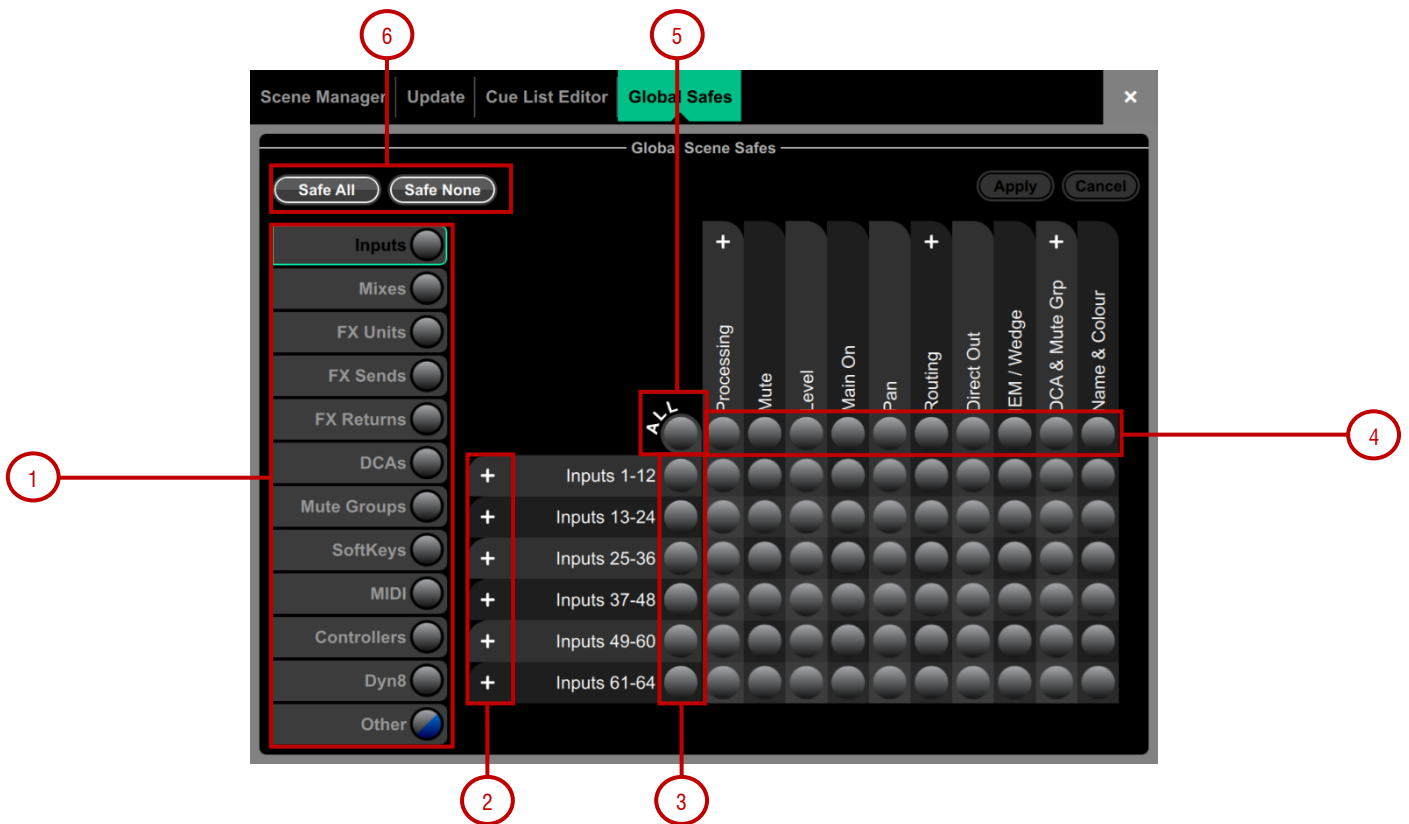 6
5
Scene Manager
Update
Cue List Editor
Global Safes
×
Global Scene Safes
Safe All
Safe None
Apply
Cancel
Inputs
Mixes
FX Units
FX Sends
FX Returns
DCAs
Mute Groups
SoftKeys
MIDI
Controllers
Dyn8
Other
+
+
+
Processing
Mute
Level
Main On
Pan
Routing
Direct Out
IEM / Wedge
DCA & Mute Grp
Name & Colour
ALL
+ Inputs 1-12
+ Inputs 13-24
+ Inputs 25-36
+ Inputs 37-48
+ Inputs 49-60
+ Inputs 61-64
4
1
2
3